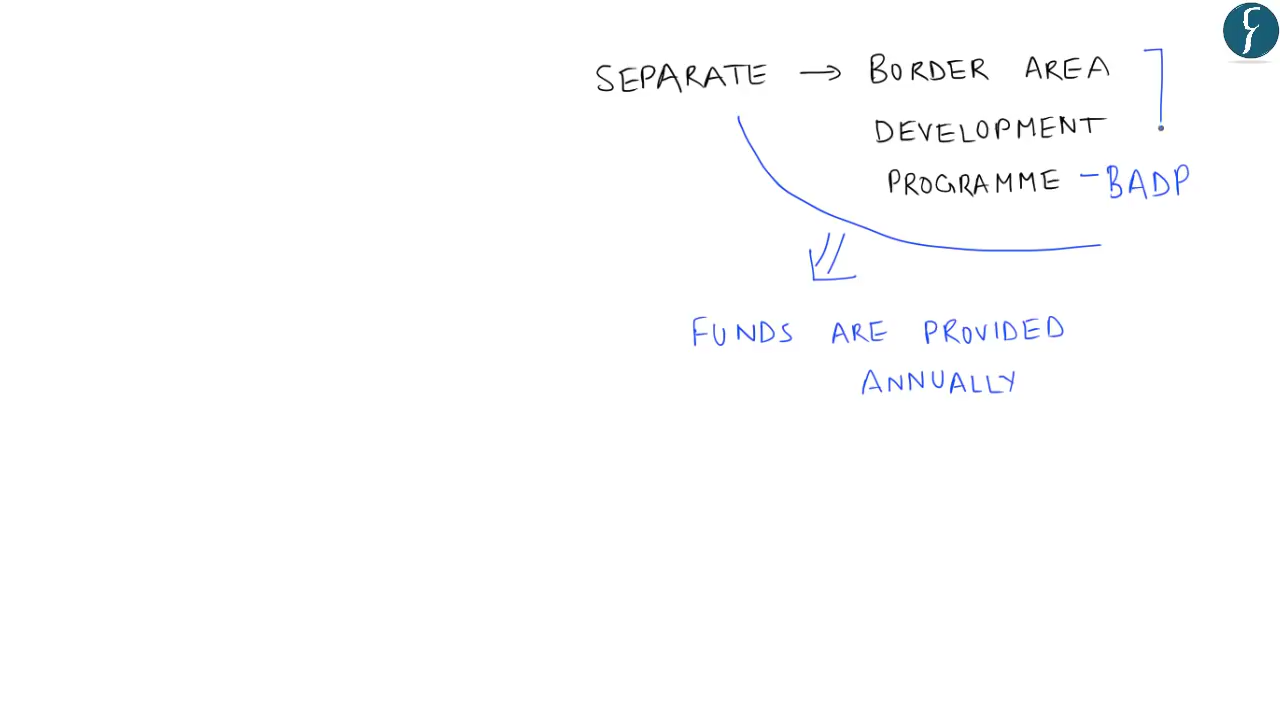 SEPARATE → BORDER AREA
DEVELOPMENT
PROGRAMME - BADP
FUNDS ARE PROVIDED
ANNUALLY